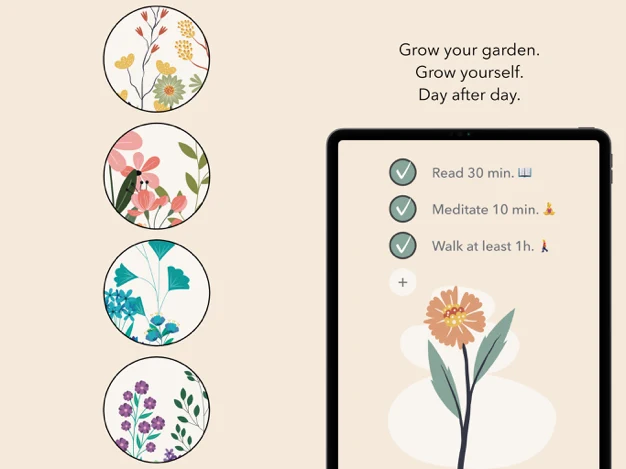 Grow your garden.
Grow yourself.
Day after day.
Read 30 min. 📖
Meditate 10 min. 🧘
Walk at least 1h. 🚶
+